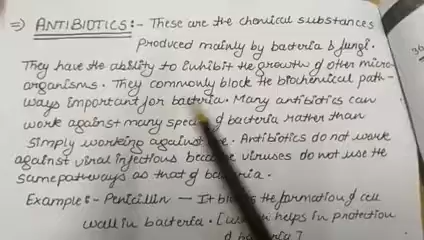 ⇒) ANTIBIOTICS:- These are the chemical substances
produced mainly by bacteria & fungi.
They have the ability to inhibit the growth of other micro-
organisms. They commonly block the biochemical path-
ways important for bacteria. Many antibiotics can
work against many of bacteria rather than
simply working against. Antibiotics do not work
against viral infections because viruses do not use the
same pathways as that of bacteria.
Example:- Penicillin — It the formation of cell
wall in bacteria. [ helps in protection
of bacteria]
36